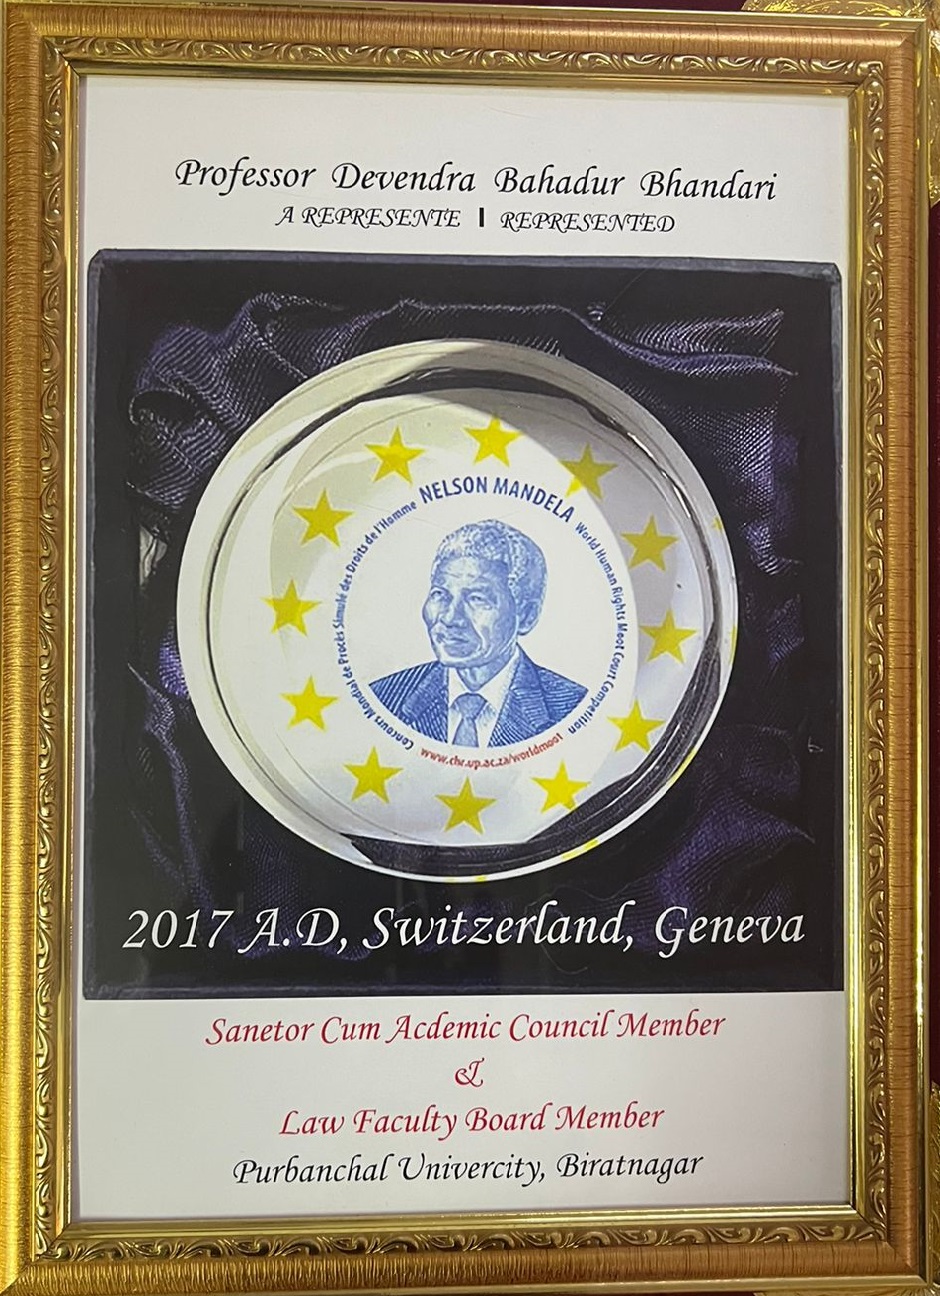 Professor Devendra Bahadur Bhandari
A REPRESENTE | REPRESENTED
NELSON MANDELA
World Human Rights Moot Court Competition
Concours Mondial de Procès Simulé des Droits de l'Homme
www.chr.up.ac.za/worldmoot
2017 A.D, Switzerland, Geneva
Sanetor Cum Acdemic Council Member
&
Law Faculty Board Member
Purbanchal Univercity, Biratnagar